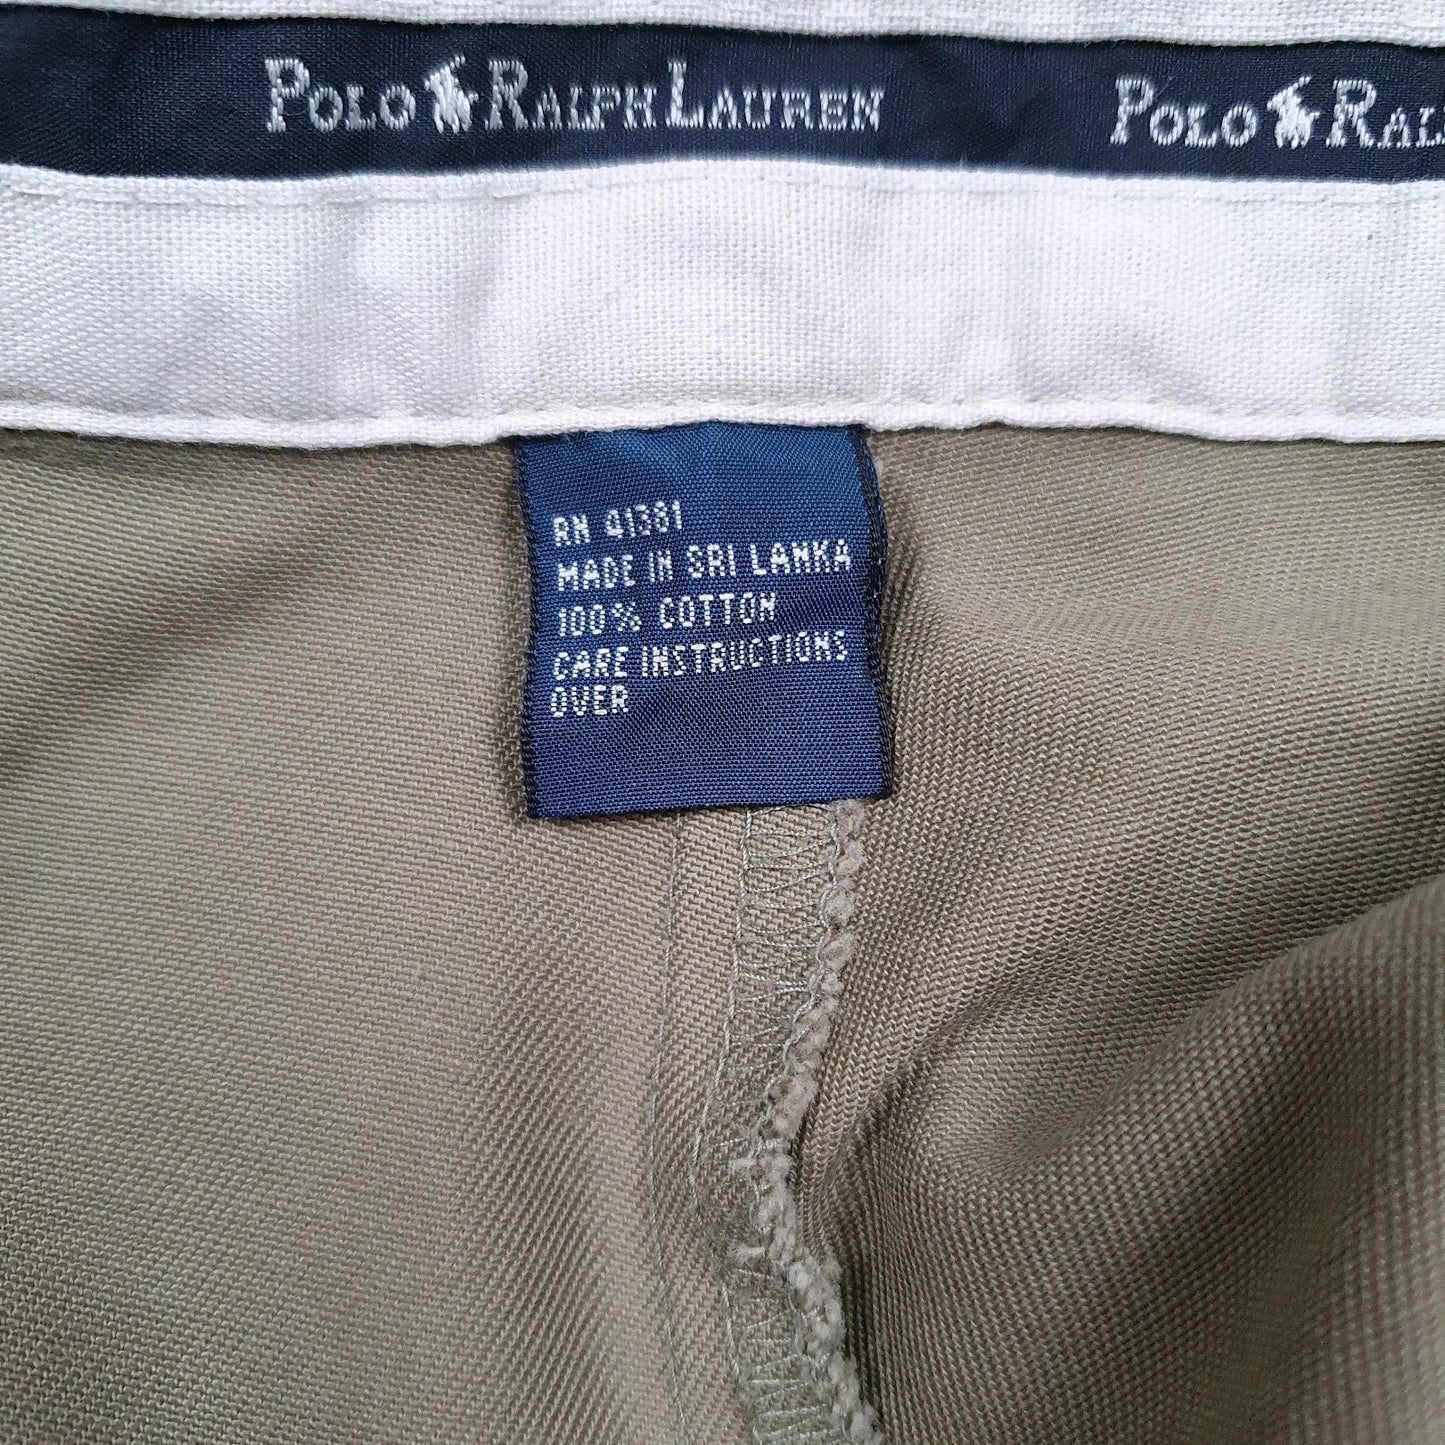 POLO RALPH LAUREN POLO RAL
RN 41381
MADE IN SRI LANKA
100% COTTON
CARE INSTRUCTIONS
OVER